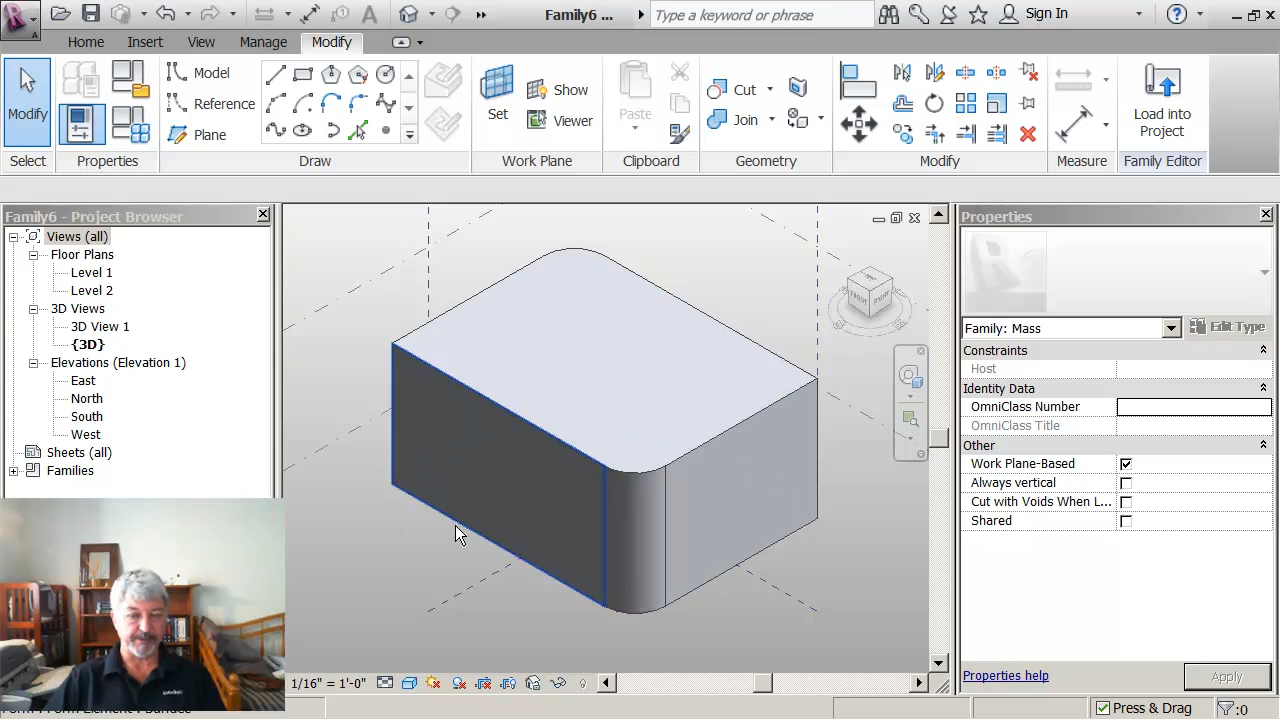 Family6 ...
Type a keyword or phrase
Sign In
Home
Insert
View
Manage
Modify
Modify
Select
Properties
Model
Reference
Plane
Draw
Set
Show
Viewer
Work Plane
Paste
Clipboard
Cut
Join
Geometry
Modify
Measure
Load into
Project
Family Editor
Family6 - Project Browser
Views (all)
Floor Plans
Level 1
Level 2
3D Views
3D View 1
{3D}
Elevations (Elevation 1)
East
North
South
West
Sheets (all)
Families
FRONT
RIGHT
1/16" = 1'-0"
Properties
Family: Mass
Edit Type
Constraints
Host
Identity Data
OmniClass Number
OmniClass Title
Other
Work Plane-Based
Always vertical
Cut with Voids When L...
Shared
Properties help
Apply
Press & Drag
:0